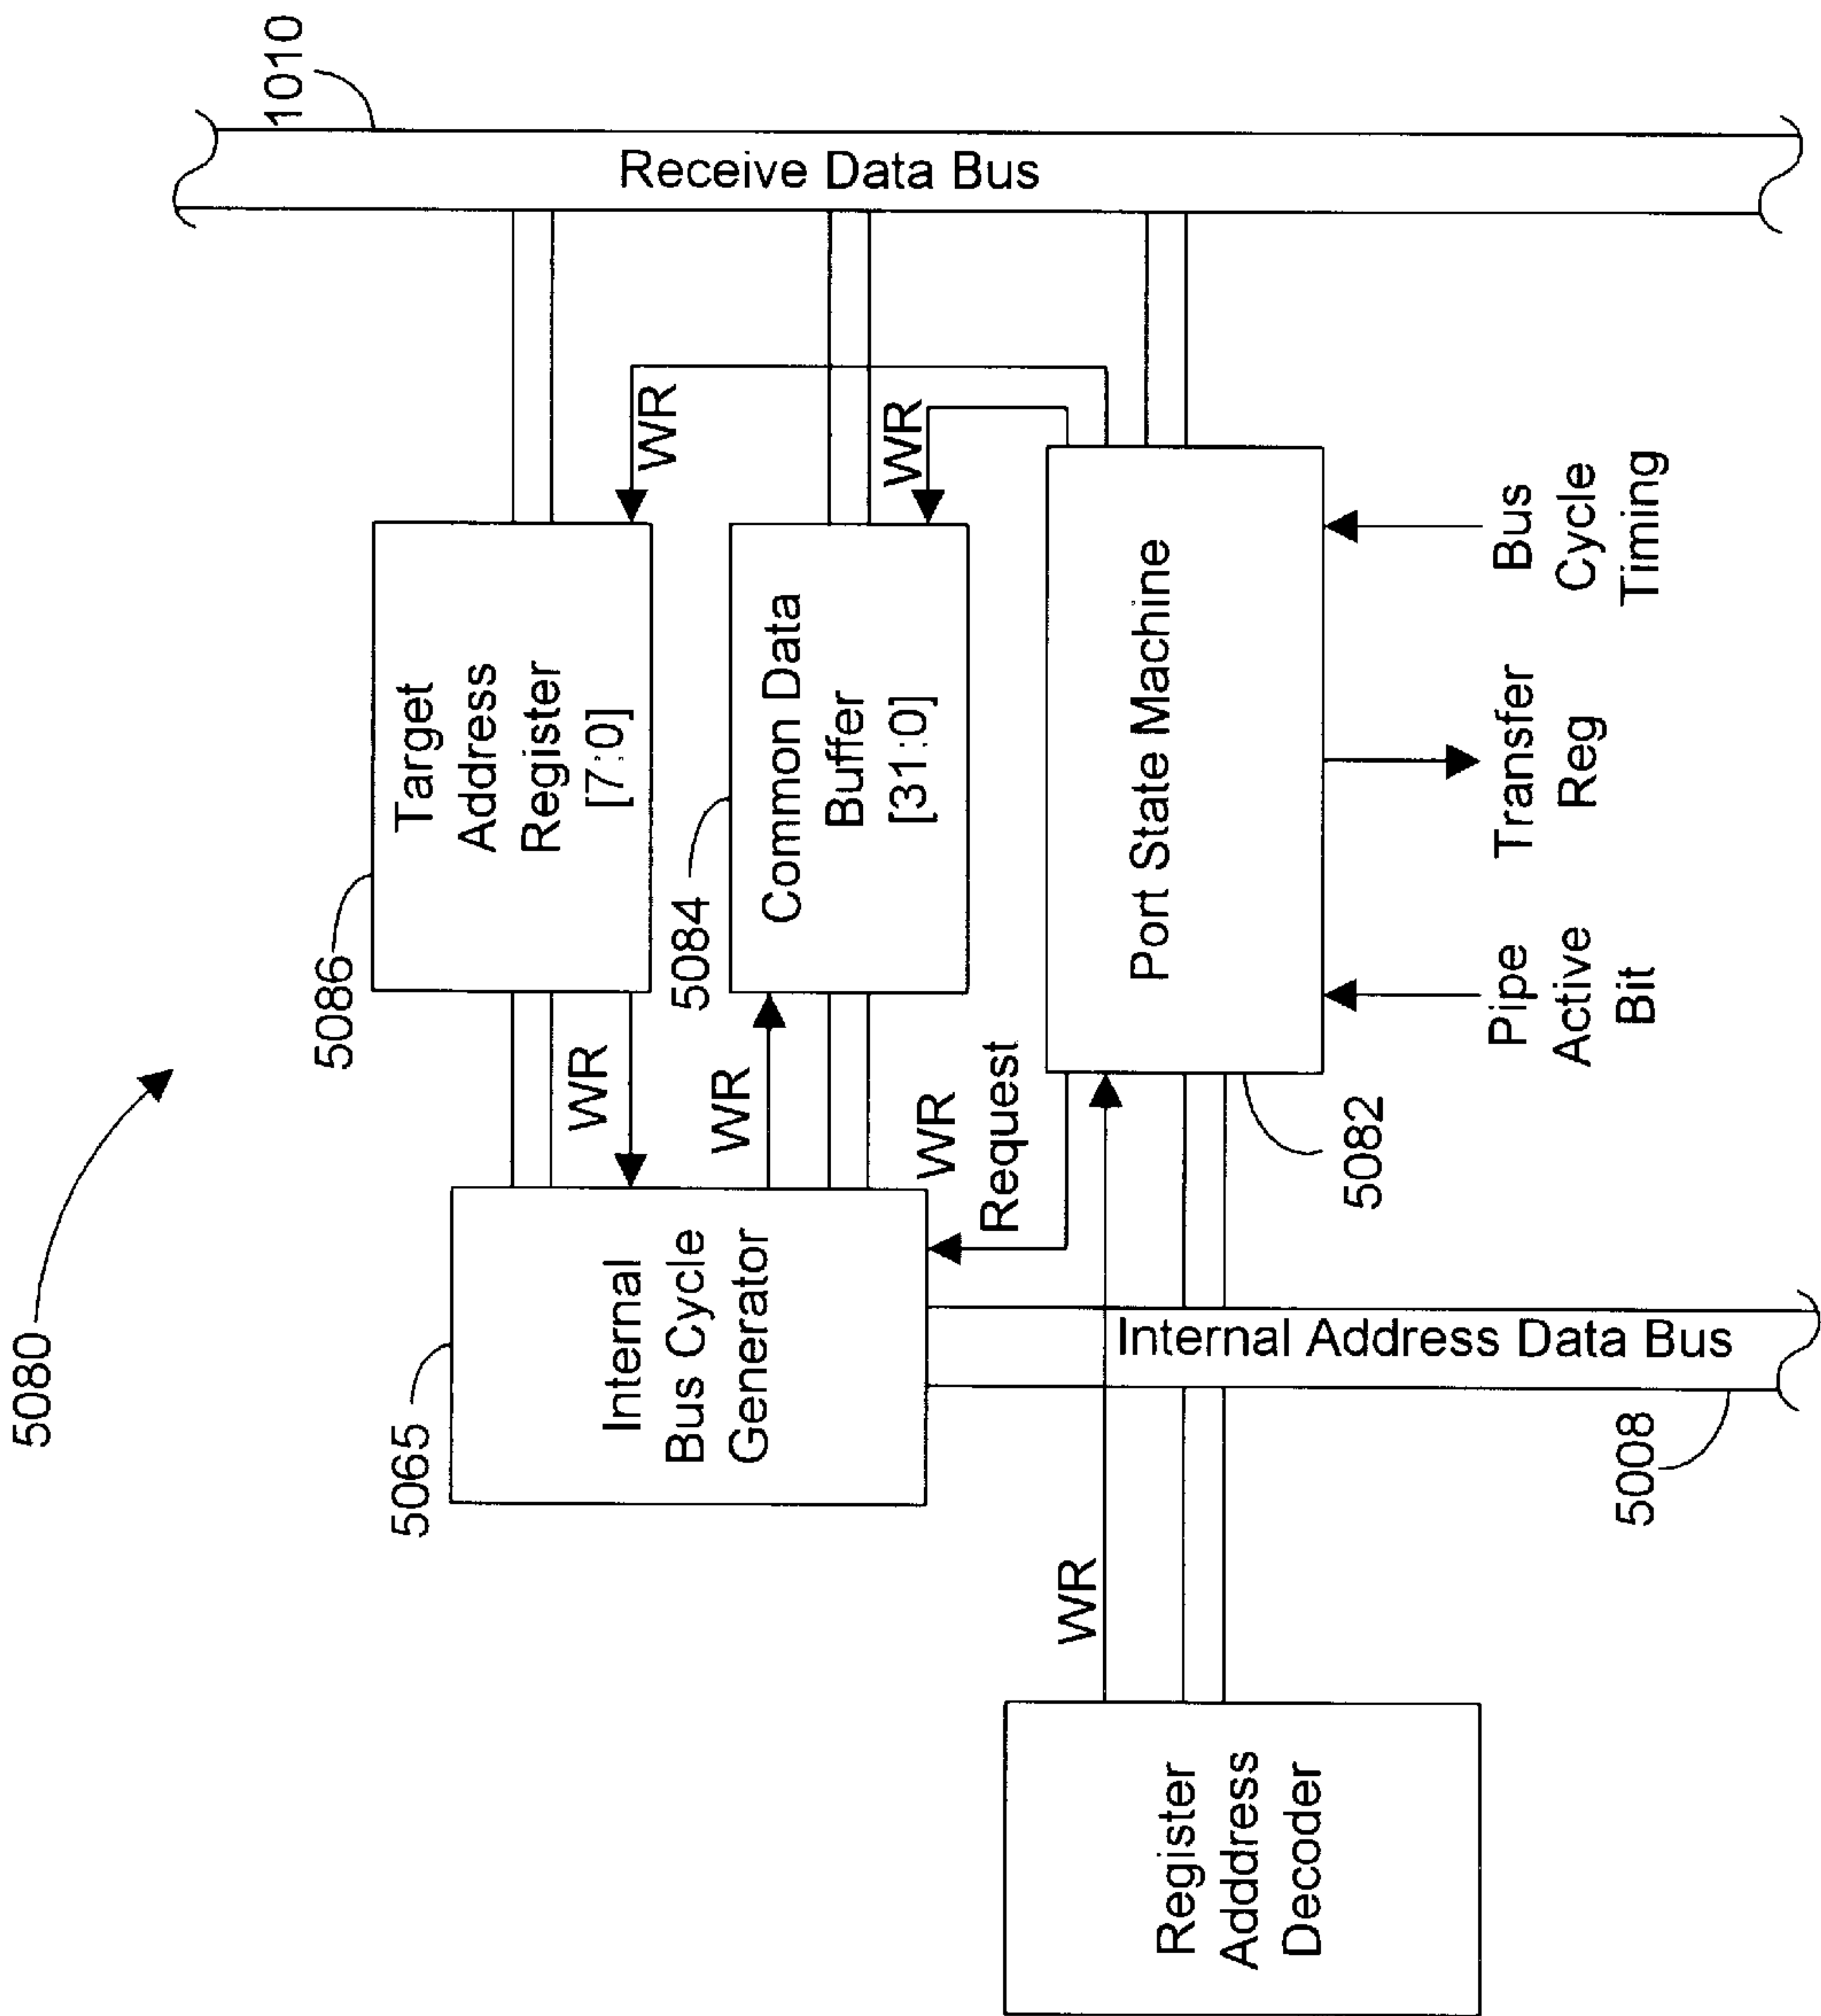 5080
5086
Target
Address
Register
[7:0]
1010
Receive Data Bus
5065
Internal
Bus Cycle
Generator
WR
WR
WR
5084
Common Data
Buffer
[31:0]
WR
WR
Request
Port State Machine
5082
WR
Register
Adddress
Decoder
Internal Address Data Bus
5008
Pipe
Active
Bit
Transfer
Reg
Bus
Cycle
Timing